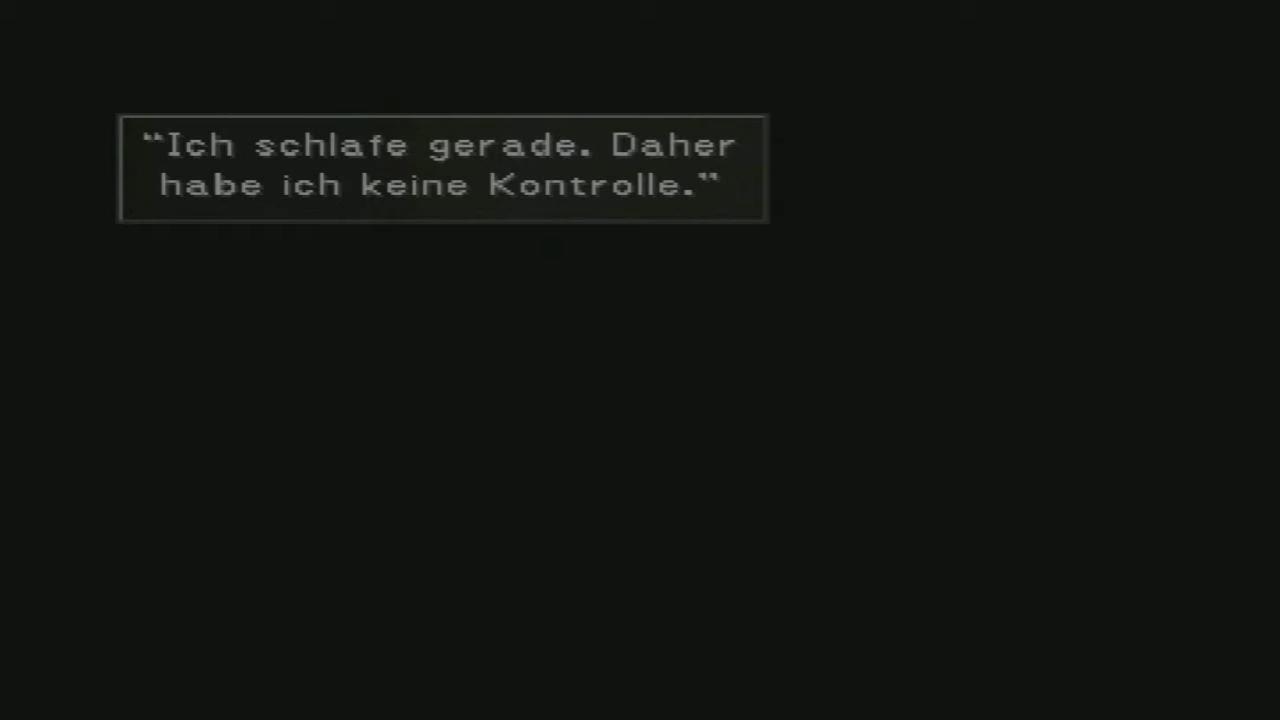 “Ich schlafe gerade. Daher
habe ich keine Kontrolle.”